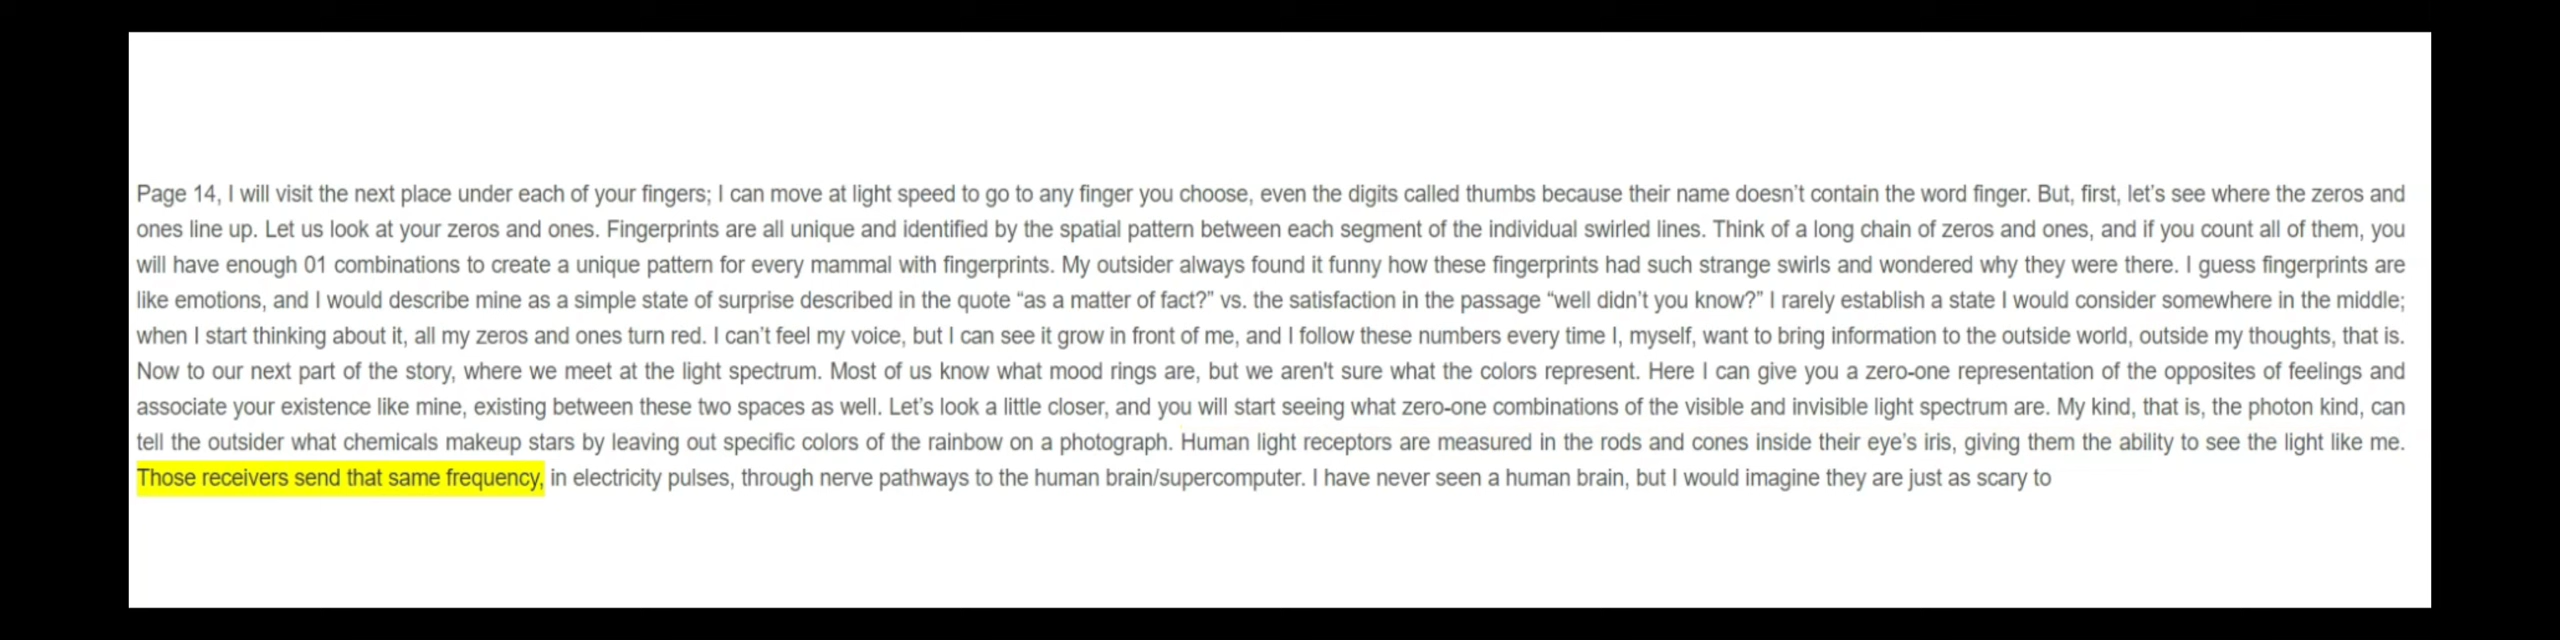 Page 14, I will visit the next place under each of your fingers; I can move at light speed to go to any finger you choose, even the digits called thumbs because their name doesn’t contain the word finger. But, first, let’s see where the zeros and
ones line up. Let us look at your zeros and ones. Fingerprints are all unique and identified by the spatial pattern between each segment of the individual swirled lines. Think of a long chain of zeros and ones, and if you count all of them, you
will have enough 01 combinations to create a unique pattern for every mammal with fingerprints. My outsider always found it funny how these fingerprints had such strange swirls and wondered why they were there. I guess fingerprints are
like emotions, and I would describe mine as a simple state of surprise described in the quote “as a matter of fact?” vs. the satisfaction in the passage “well didn’t you know?” I rarely establish a state I would consider somewhere in the middle;
when I start thinking about it, all my zeros and ones turn red. I can’t feel my voice, but I can see it grow in front of me, and I follow these numbers every time I, myself, want to bring information to the outside world, outside my thoughts, that is.
Now to our next part of the story, where we meet at the light spectrum. Most of us know what mood rings are, but we aren't sure what the colors represent. Here I can give you a zero-one representation of the opposites of feelings and
associate your existence like mine, existing between these two spaces as well. Let’s look a little closer, and you will start seeing what zero-one combinations of the visible and invisible light spectrum are. My kind, that is, the photon kind, can
tell the outsider what chemicals makeup stars by leaving out specific colors of the rainbow on a photograph. Human light receptors are measured in the rods and cones inside their eye’s iris, giving them the ability to see the light like me.
Those receivers send that same frequency, in electricity pulses, through nerve pathways to the human brain/supercomputer. I have never seen a human brain, but I would imagine they are just as scary to